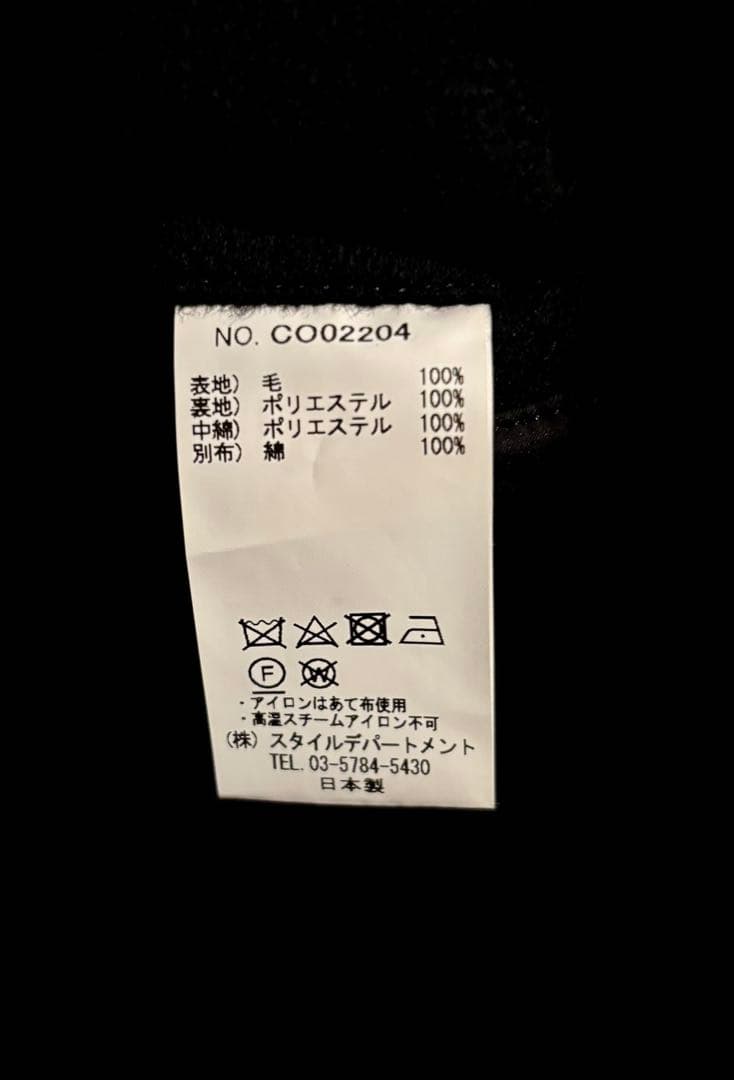 NO. CO02204
表地) 毛 100%
裏地) ポリエステル 100%
中綿) ポリエステル 100%
別布) 綿 100%
F W
・アイロンはあて布使用
・高温スチームアイロン不可
(株) スタイルデパートメント
TEL. 03-5784-5430
日本製